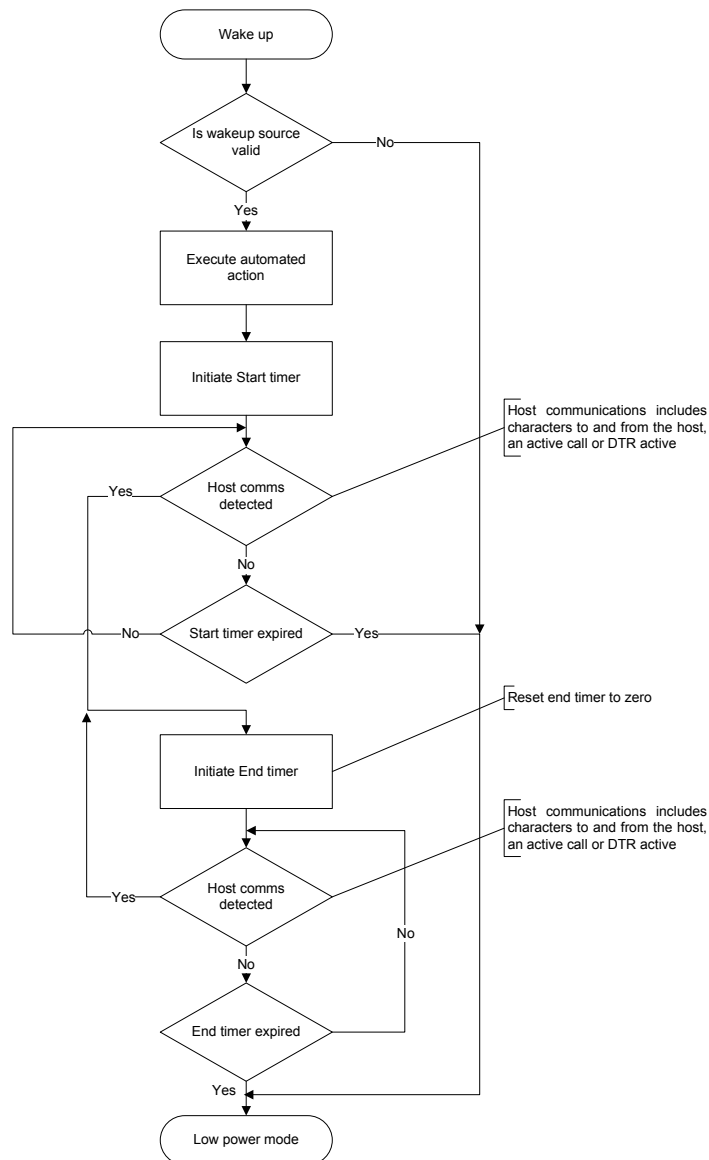 Wake up
Is wakeup source
valid
No
Yes
Execute automated
action
Initiate Start timer
Host communications includes
characters to and from the host,
an active call or DTR active
Yes
Host comms
detected
No
No
Start timer expired
Yes
Reset end timer to zero
Initiate End timer
Host communications includes
characters to and from the host,
an active call or DTR active
Yes
Host comms
detected
No
No
End timer expired
Yes
Low power mode